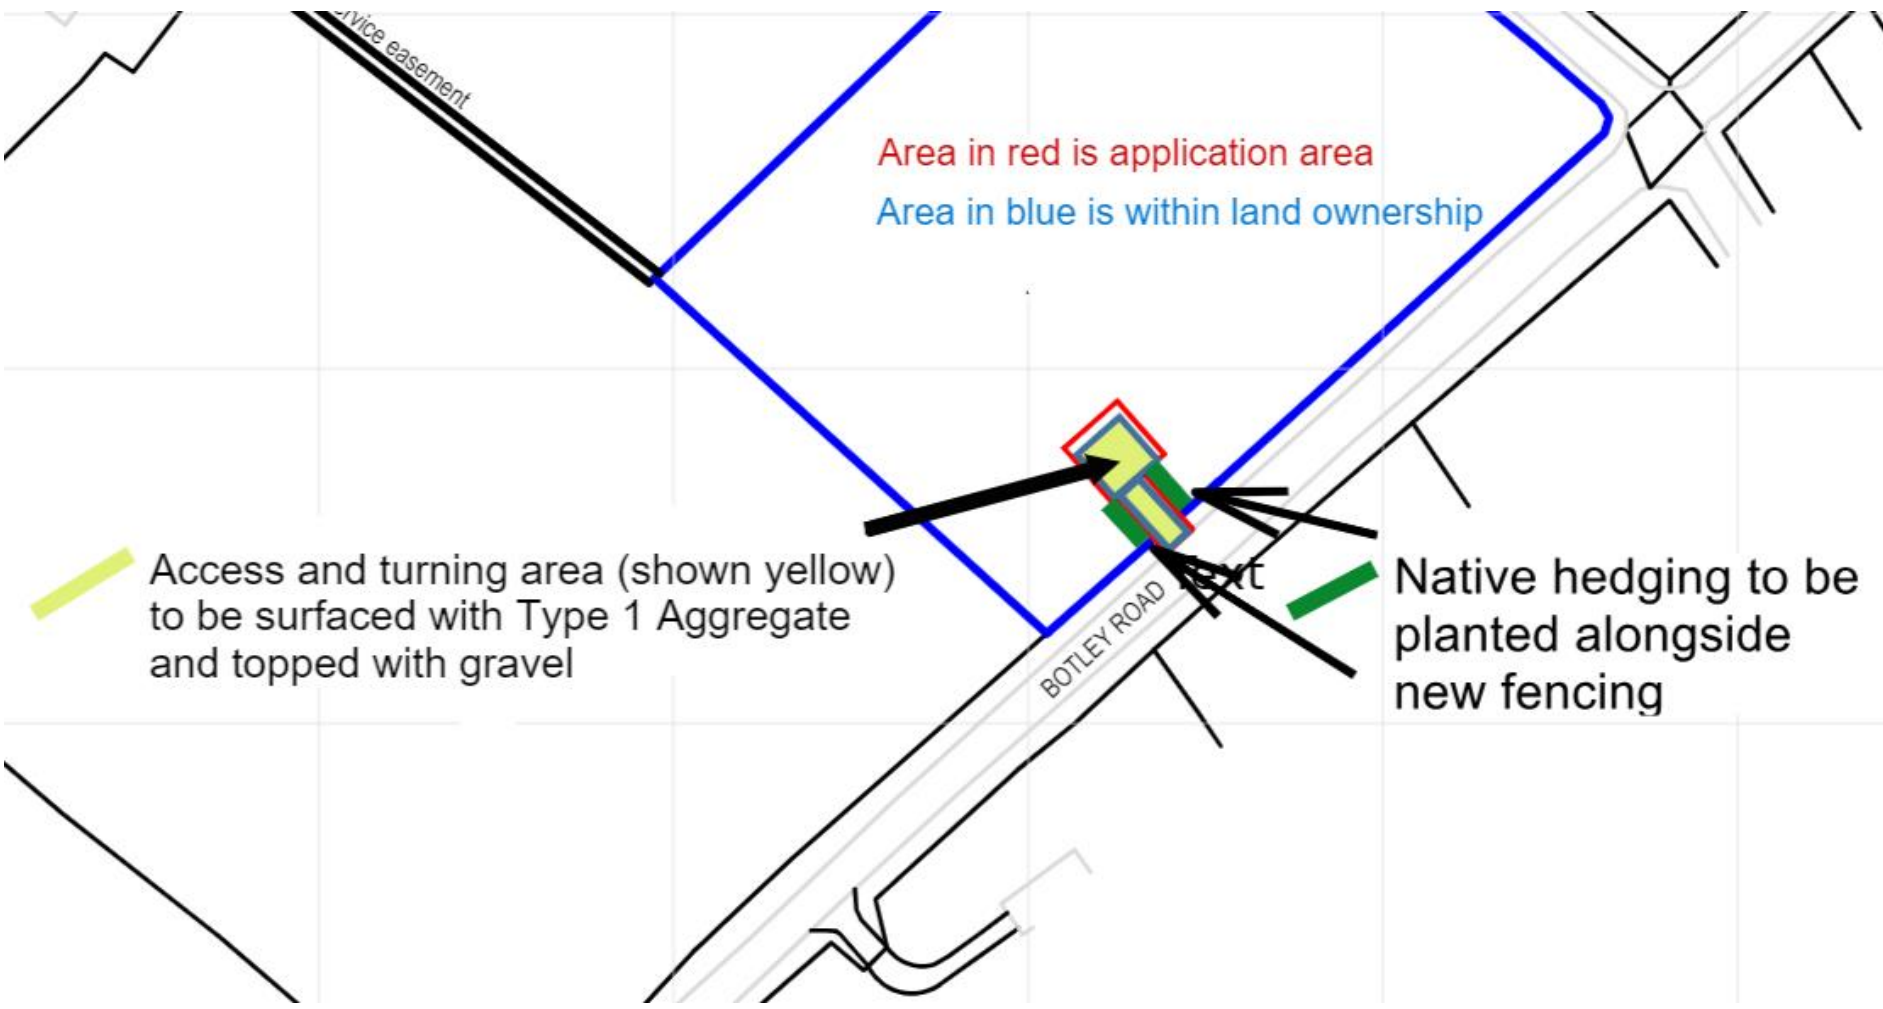 easement
Area in red is application area
Area in blue is within land ownership
Access and turning area (shown yellow)
to be surfaced with Type 1 Aggregate
and topped with gravel
Text
Native hedging to be
planted alongside
new fencing
BOTLEY ROAD